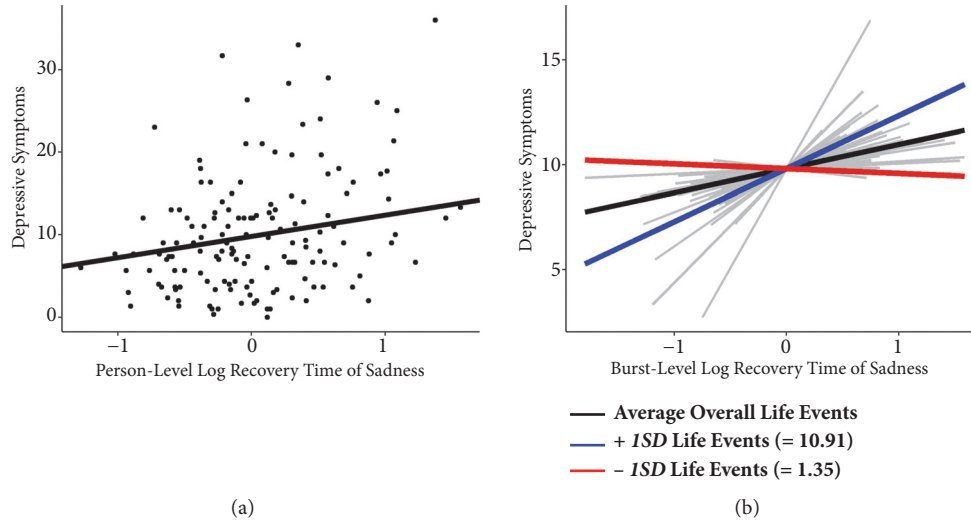 30
20
10
0
Depressive Symptoms
−1
0
1
Person-Level Log Recovery Time of Sadness
(a)
15
10
5
Depressive Symptoms
−1
0
1
Burst-Level Log Recovery Time of Sadness
Average Overall Life Events
+ 1SD Life Events (= 10.91)
− 1SD Life Events (= 1.35)
(b)